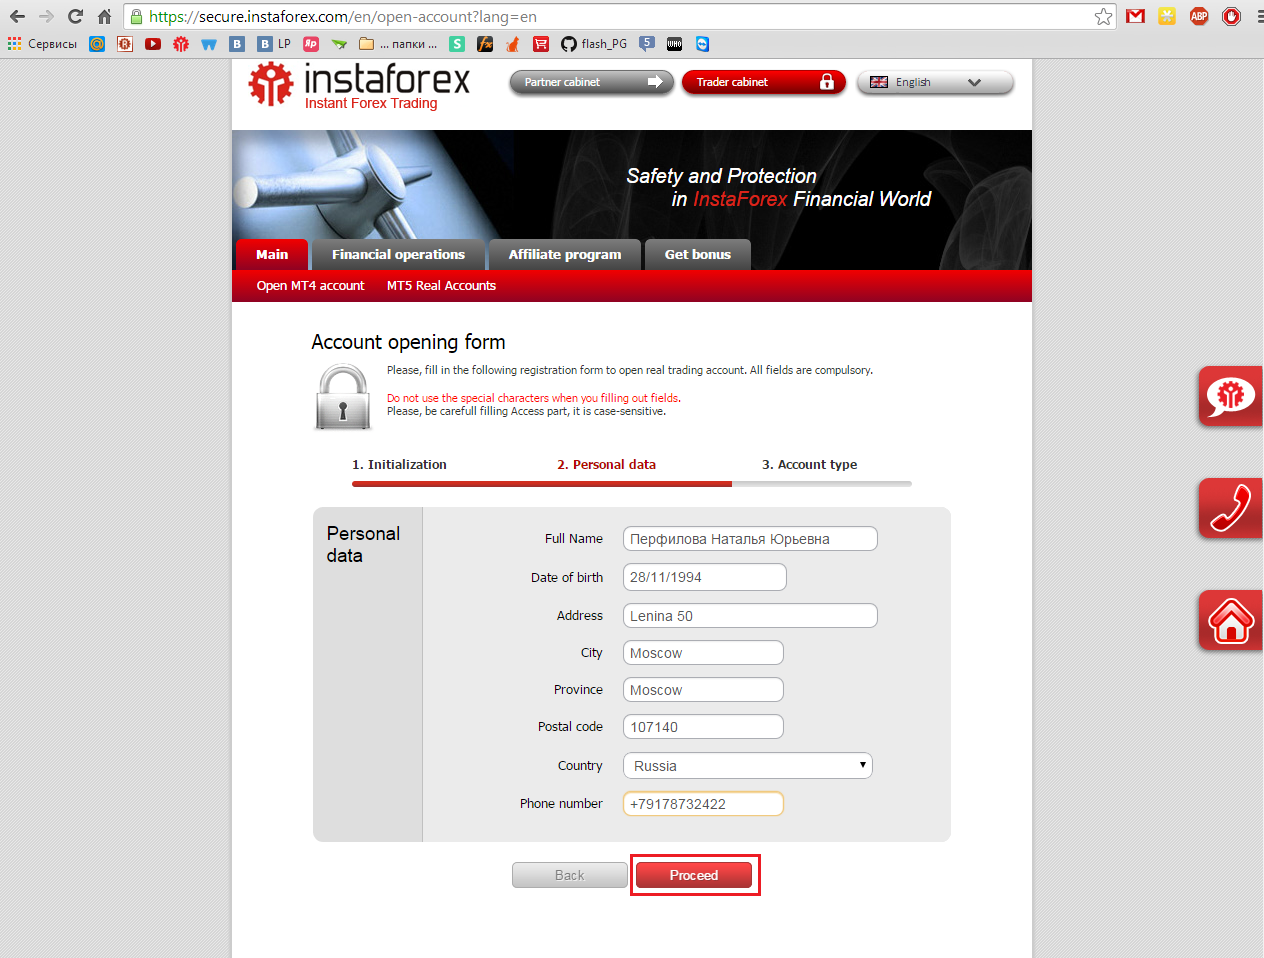 https://secure.instaforex.com/en/open-account?lang=en
ABP
Сервисы
B
B LP
Яр
... папки ...
S
fx
flash_PG
5
WHO
instaforex
Instant Forex Trading
Partner cabinet
Trader cabinet
English
Safety and Protection
in InstaForex Financial World
Main
Financial operations
Affiliate program
Get bonus
Open MT4 account
MT5 Real Accounts
Account opening form
Please, fill in the following registration form to open real trading account. All fields are compulsory.
Do not use the special characters when you filling out fields.
Please, be carefull filling Access part, it is case-sensitive.
1. Initialization
2. Personal data
3. Account type
Personal
data
Full Name
Перфилова Наталья Юрьевна
Date of birth
28/11/1994
Address
Lenina 50
City
Moscow
Province
Moscow
Postal code
107140
Country
Russia
Phone number
+79178732422
Back
Proceed